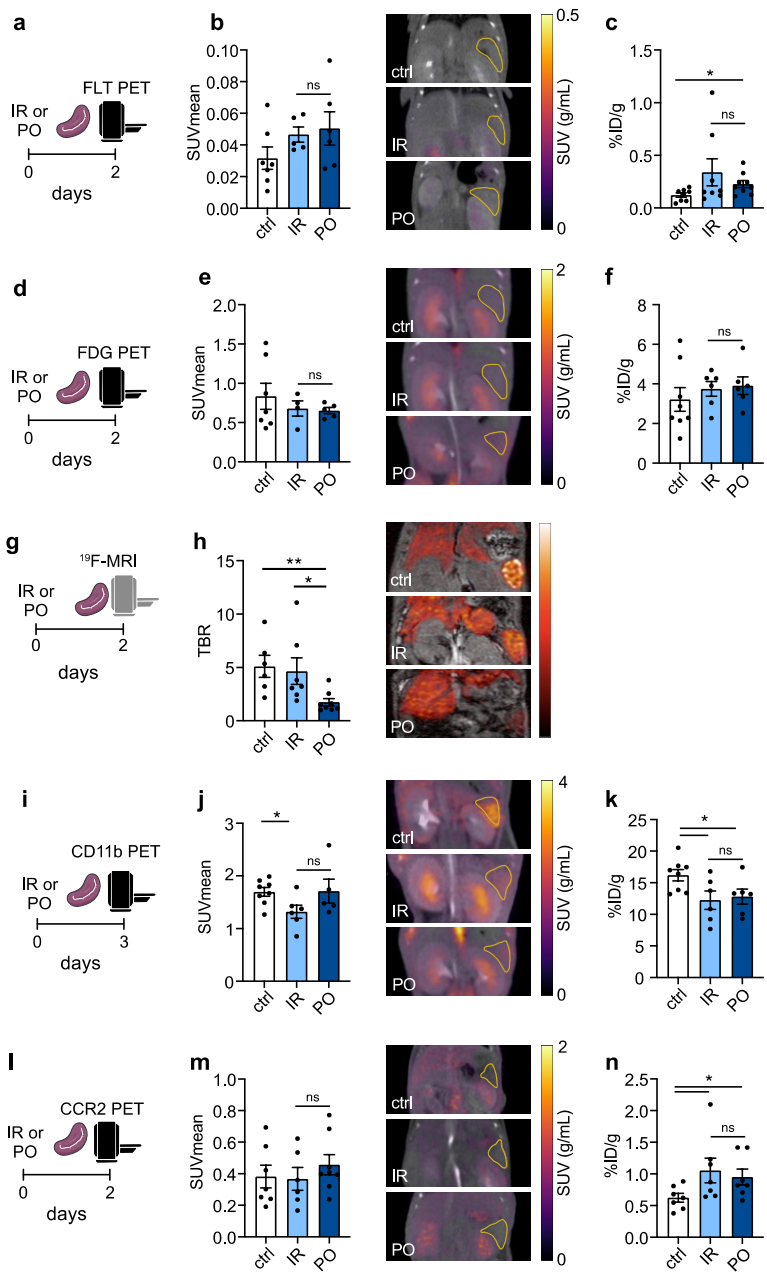 a
FLT PET
IR or
PO
0
2
days
b
SUVmean
0.10
0.08
0.06
0.04
0.02
0.00
ns
ctrl
IR
PO
ctrl
IR
PO
0.5
SUV (g/mL)
0
c
%ID/g
1.5
1.0
0.5
0.0
*
ns
ctrl
IR
PO
d
FDG PET
IR or
PO
0
2
days
e
SUVmean
2.0
1.5
1.0
0.5
0.0
ns
ctrl
IR
PO
ctrl
IR
PO
2
SUV (g/mL)
0
f
%ID/g
8
6
4
2
0
ns
ctrl
IR
PO
g
¹⁹F-MRI
IR or
PO
0
2
days
h
TBR
15
10
5
0
**
*
ctrl
IR
PO
ctrl
IR
PO
i
CD11b PET
IR or
PO
0
3
days
j
SUVmean
3
2
1
0
*
ns
ctrl
IR
PO
ctrl
IR
PO
4
SUV (g/mL)
0
k
%ID/g
25
20
15
10
5
0
*
ns
ctrl
IR
PO
l
CCR2 PET
IR or
PO
0
2
days
m
SUVmean
1.0
0.8
0.6
0.4
0.2
0.0
ns
ctrl
IR
PO
ctrl
IR
PO
2
SUV (g/mL)
0
n
%ID/g
2.5
2.0
1.5
1.0
0.5
0.0
*
ns
ctrl
IR
PO